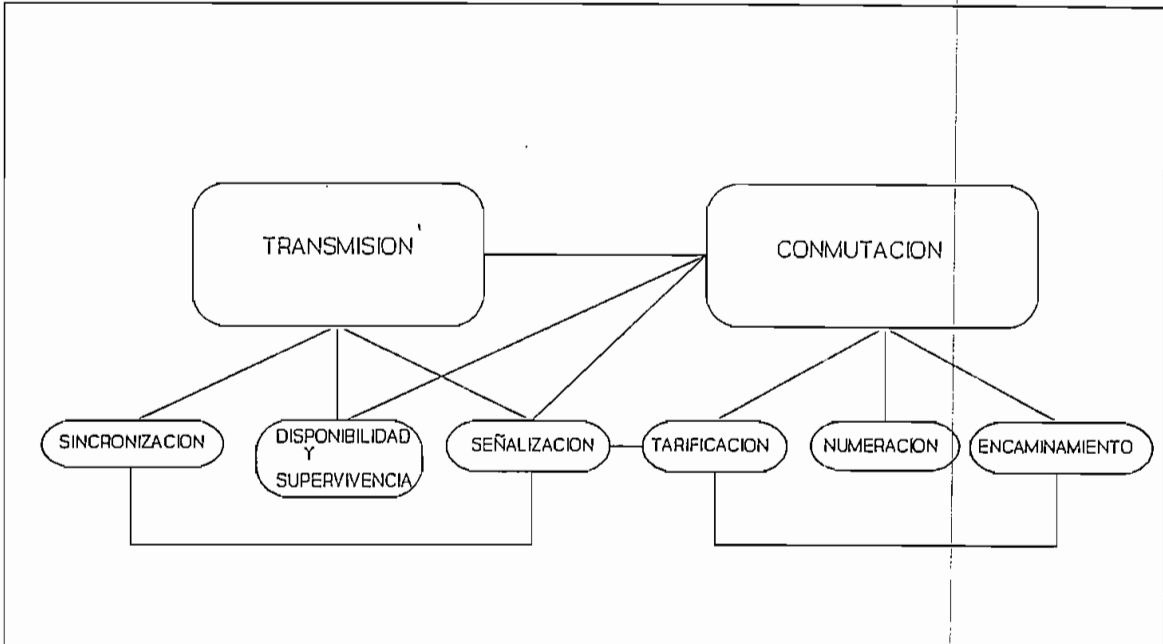 TRANSMISION
CONMUTACION
SINCRONIZACION
DISPONIBILIDAD
Y
SUPERVIVENCIA
SEÑALIZACION
TARIFICACION
NUMERACION
ENCAMINAMIENTO